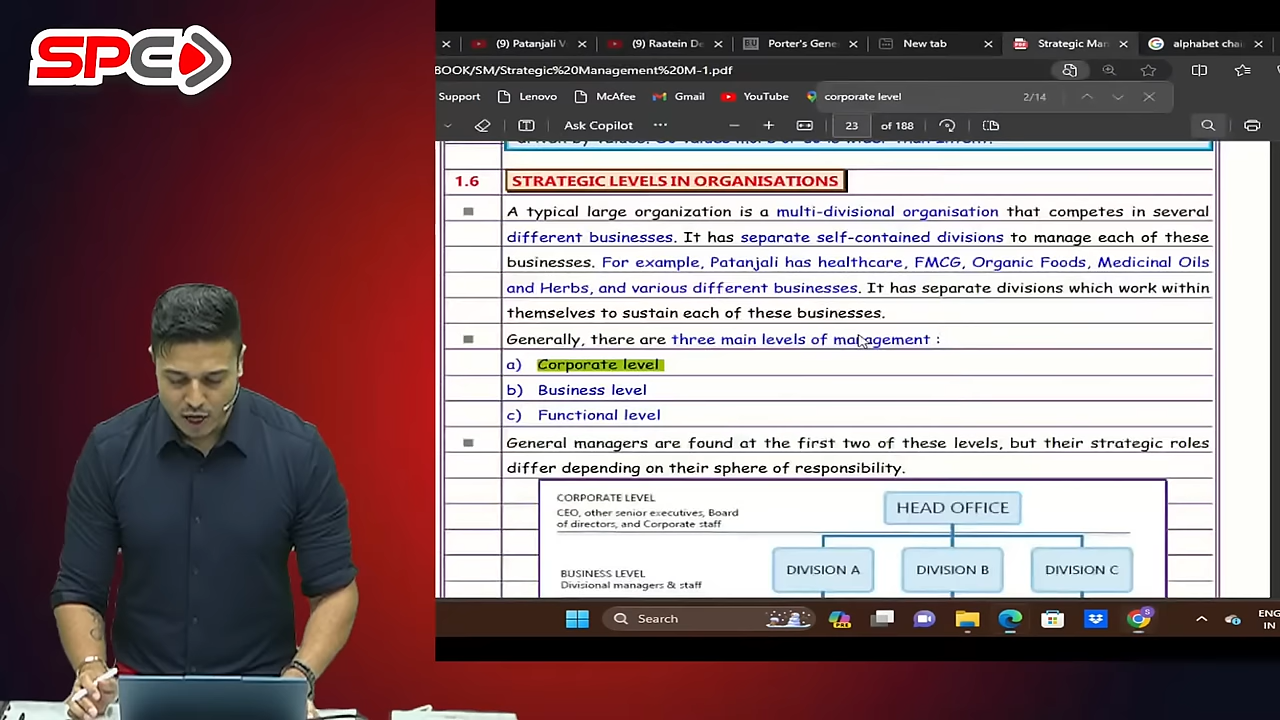 SPC
(9) Patanjali V
(9) Raatein De
Porter's Gene
New tab
Strategic Man
alphabet chai
BOOK/SM/Strategic%20Management%20M-1.pdf
Support
Lenovo
McAfee
Gmail
YouTube
corporate level
2/14
Ask Copilot
23
of 188
1.6
STRATEGIC LEVELS IN ORGANISATIONS
A typical large organization is a multi-divisional organisation that competes in several
different businesses. It has separate self-contained divisions to manage each of these
businesses. For example, Patanjali has healthcare, FMCG, Organic Foods, Medicinal Oils
and Herbs, and various different businesses. It has separate divisions which work within
themselves to sustain each of these businesses.
Generally, there are three main levels of management :
a) Corporate level
b) Business level
c) Functional level
General managers are found at the first two of these levels, but their strategic roles
differ depending on their sphere of responsibility.
CORPORATE LEVEL
CEO, other senior executives, Board
of directors, and Corporate staff
HEAD OFFICE
BUSINESS LEVEL
Divisional managers & staff
DIVISION A
DIVISION B
DIVISION C
Search
ENG
IN